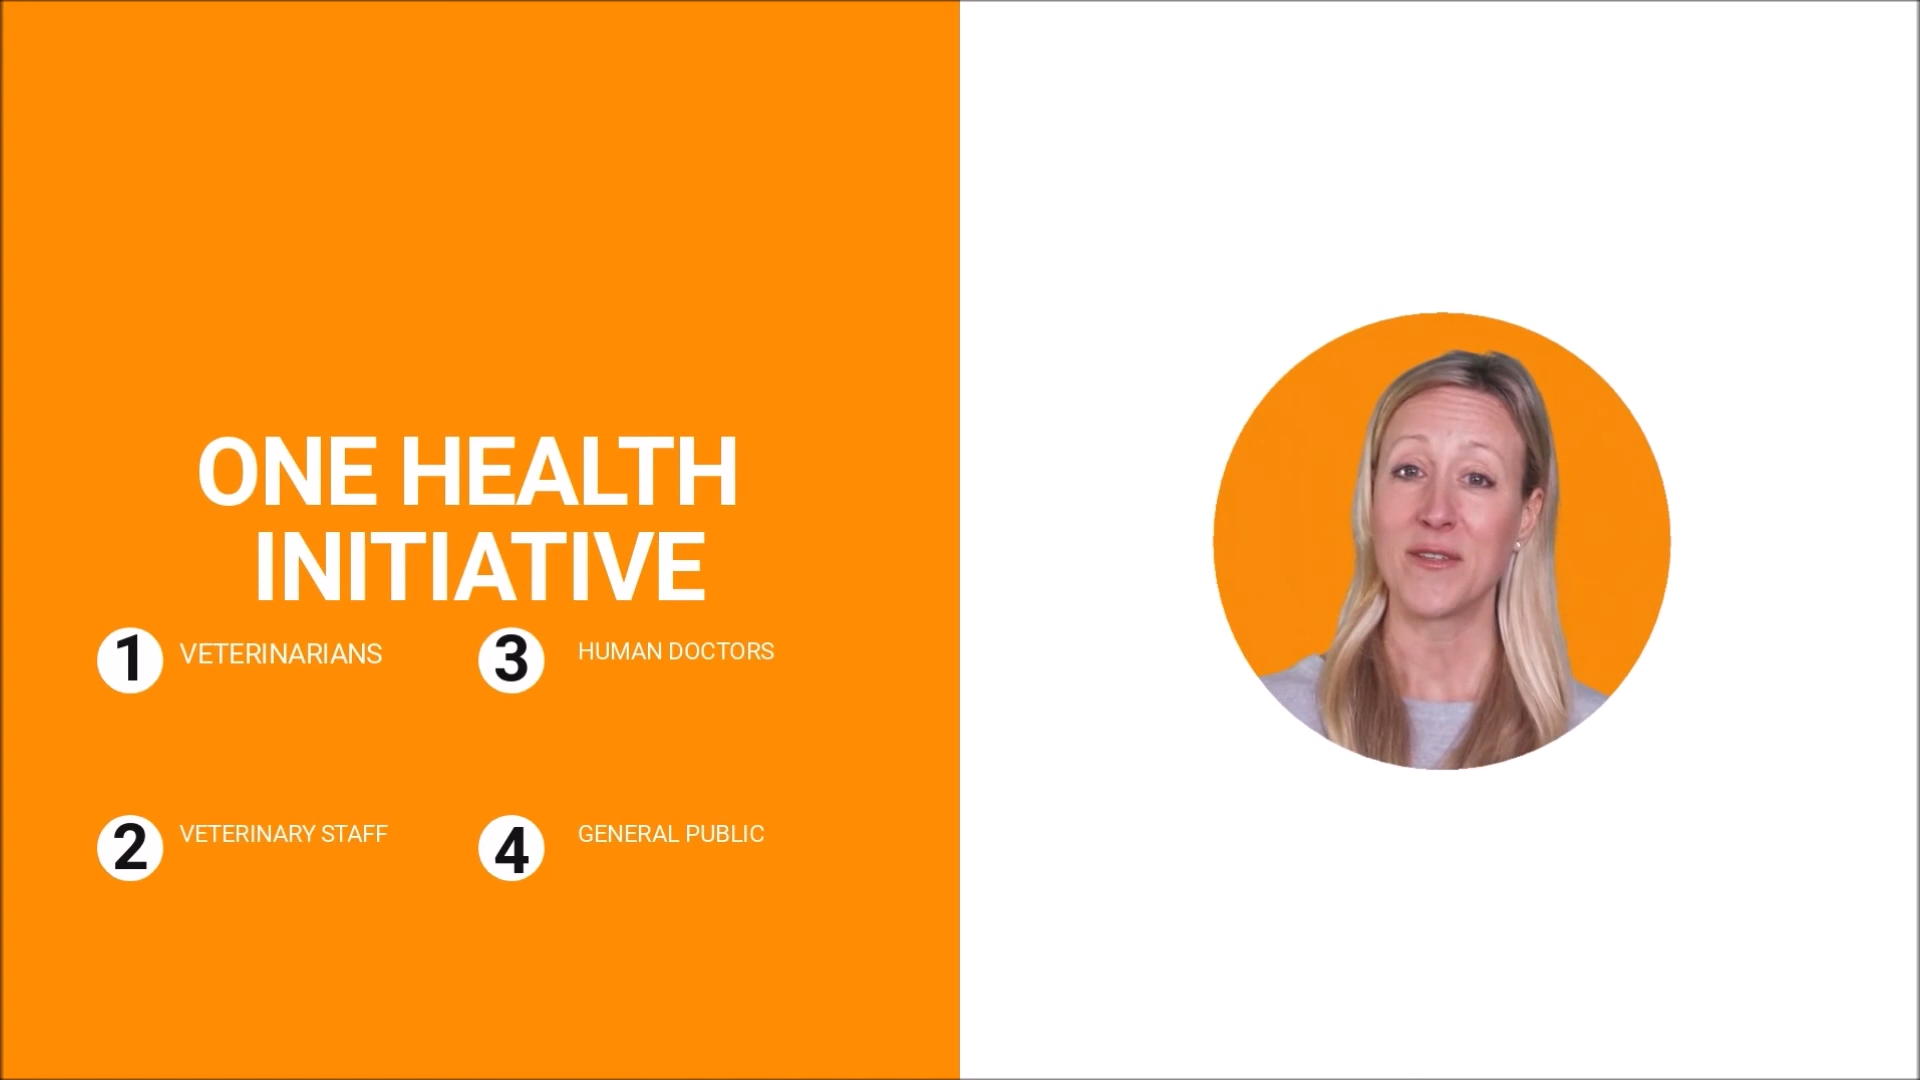 ONE HEALTH
INITIATIVE
1 VETERINARIANS
2 VETERINARY STAFF
3 HUMAN DOCTORS
4 GENERAL PUBLIC